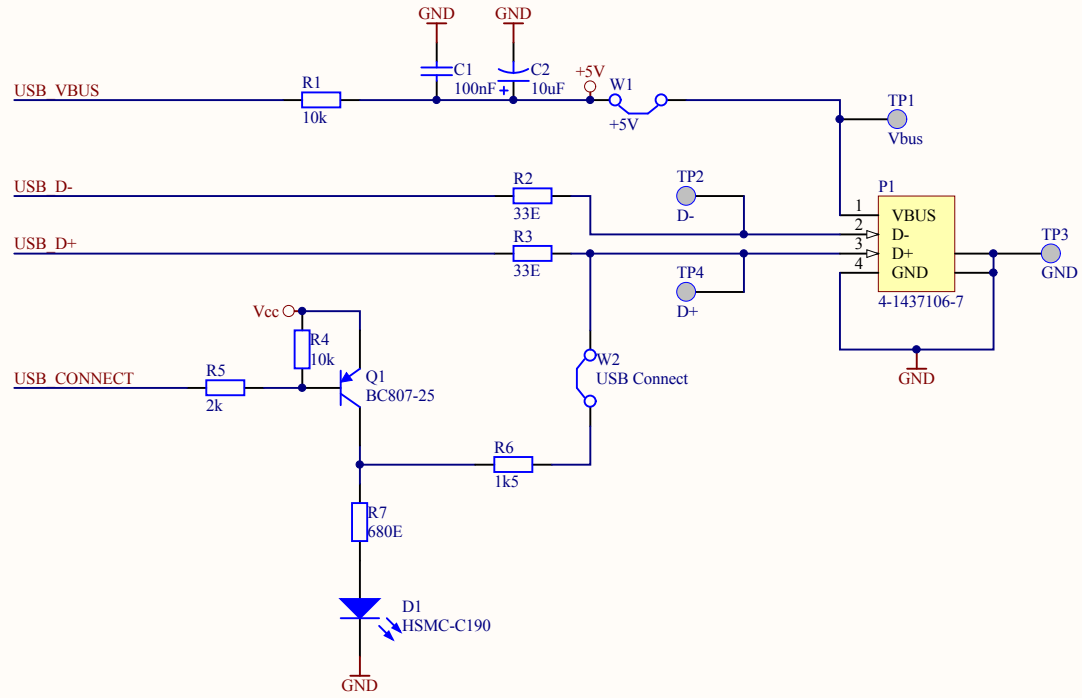 GND
GND
C1
100nF
C2
+
10uF
+5V
W1
+5V
USB_VBUS
R1
10k
TP1
Vbus
USB_D-
R2
33E
TP2
D-
P1
1
VBUS
2
D-
3
D+
4
GND
4-1437106-7
USB_D+
R3
33E
TP4
D+
TP3
GND
GND
Vcc
R4
10k
USB_CONNECT
R5
2k
Q1
BC807-25
W2
USB Connect
R6
1k5
R7
680E
D1
HSMC-C190
GND